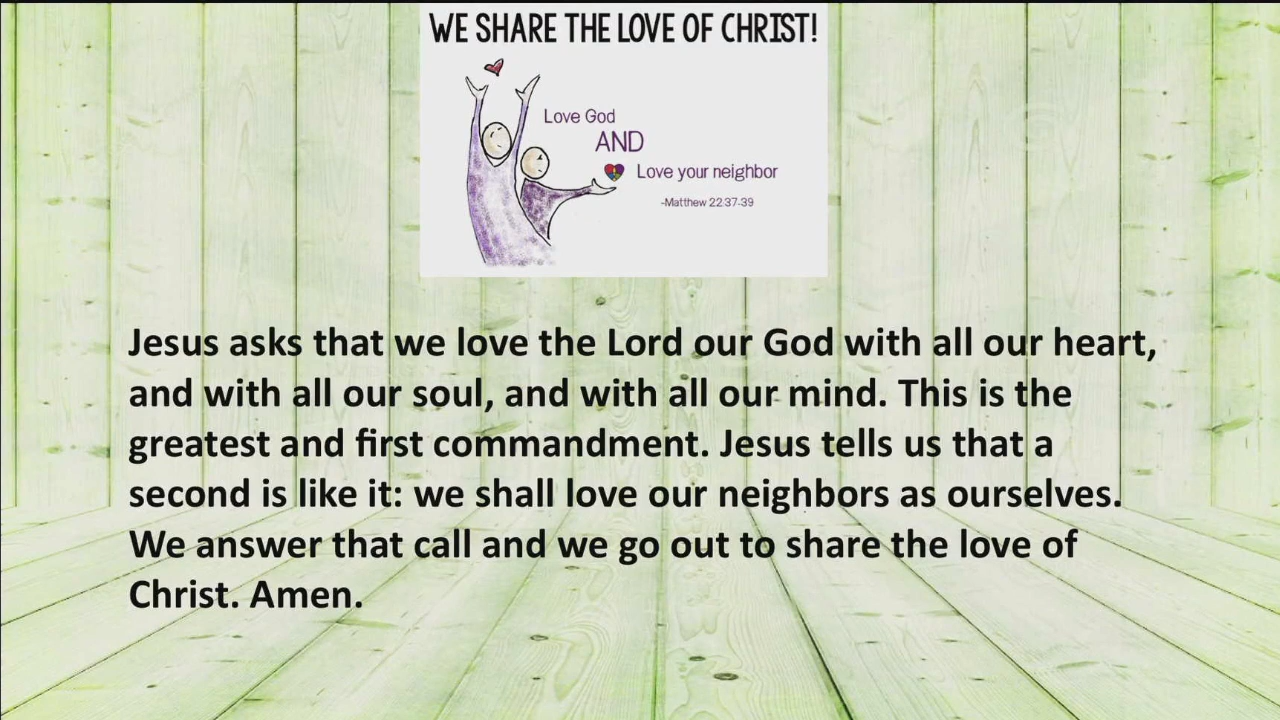 WE SHARE THE LOVE OF CHRIST!
Love God
AND
Love your neighbor
-Matthew 22:37-39
Jesus asks that we love the Lord our God with all our heart,
and with all our soul, and with all our mind. This is the
greatest and first commandment. Jesus tells us that a
second is like it: we shall love our neighbors as ourselves.
We answer that call and we go out to share the love of
Christ. Amen.